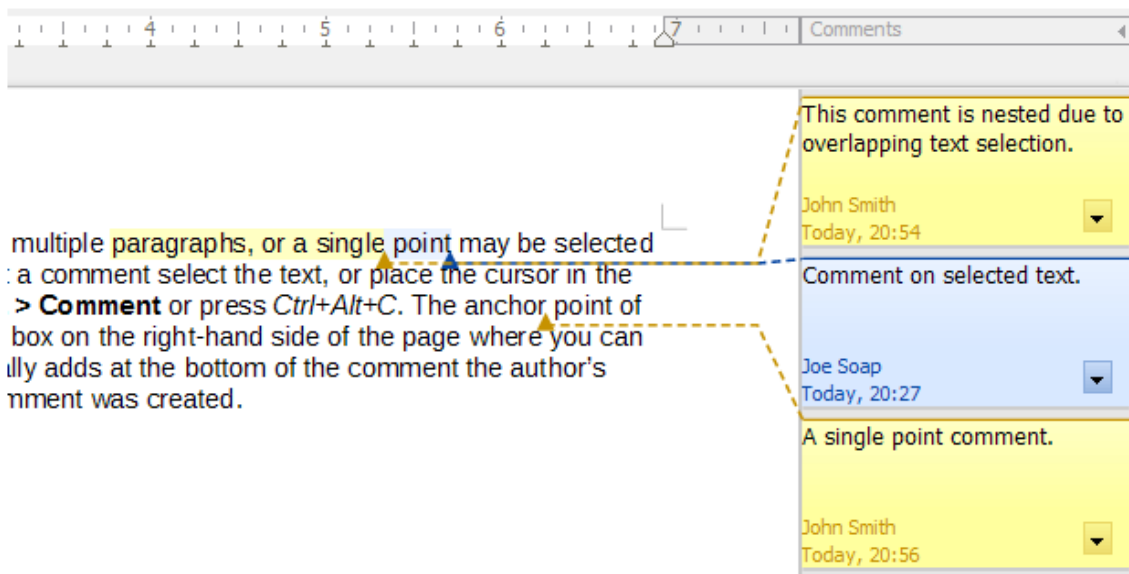 4 5 6 7 Comments
This comment is nested due to
overlapping text selection.
John Smith
Today, 20:54
multiple paragraphs, or a single point may be selected
a comment select the text, or place the cursor in the
> Comment or press Ctrl+Alt+C. The anchor point of
box on the right-hand side of the page where you can
ally adds at the bottom of the comment the author's
mment was created.
Comment on selected text.
Joe Soap
Today, 20:27
A single point comment.
John Smith
Today, 20:56